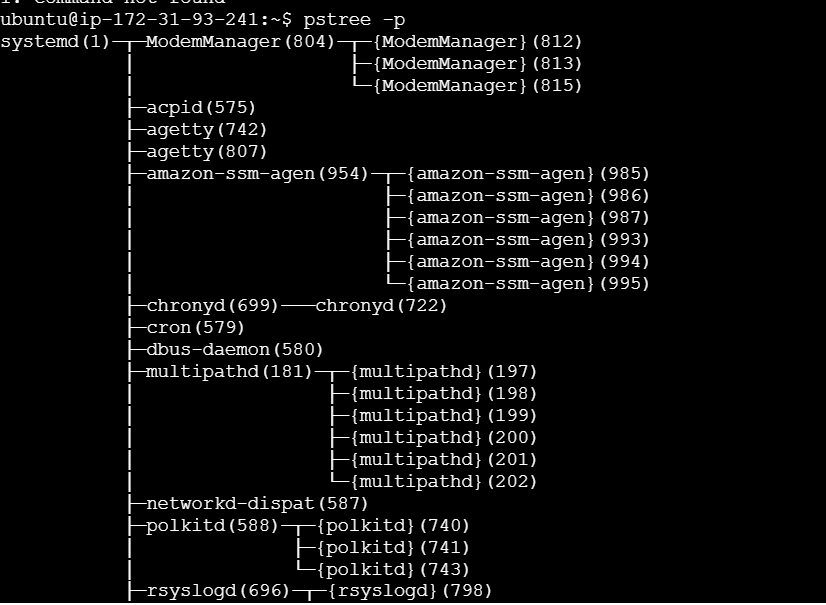 ubuntu@ip-172-31-93-241:~$ pstree -p
systemd(1)─┬─ModemManager(804)─┬─{ModemManager}(812)
           │                   ├─{ModemManager}(813)
           │                   └─{ModemManager}(815)
           ├─acpid(575)
           ├─agetty(742)
           ├─agetty(807)
           ├─amazon-ssm-agen(954)─┬─{amazon-ssm-agen}(985)
           │                      ├─{amazon-ssm-agen}(986)
           │                      ├─{amazon-ssm-agen}(987)
           │                      ├─{amazon-ssm-agen}(993)
           │                      ├─{amazon-ssm-agen}(994)
           │                      └─{amazon-ssm-agen}(995)
           ├─chronyd(699)───chronyd(722)
           ├─cron(579)
           ├─dbus-daemon(580)
           ├─multipathd(181)─┬─{multipathd}(197)
           │                 ├─{multipathd}(198)
           │                 ├─{multipathd}(199)
           │                 ├─{multipathd}(200)
           │                 ├─{multipathd}(201)
           │                 └─{multipathd}(202)
           ├─networkd-dispat(587)
           ├─polkitd(588)─┬─{polkitd}(740)
           │              ├─{polkitd}(741)
           │              └─{polkitd}(743)
           ├─rsyslogd(696)─┬─{rsyslogd}(798)